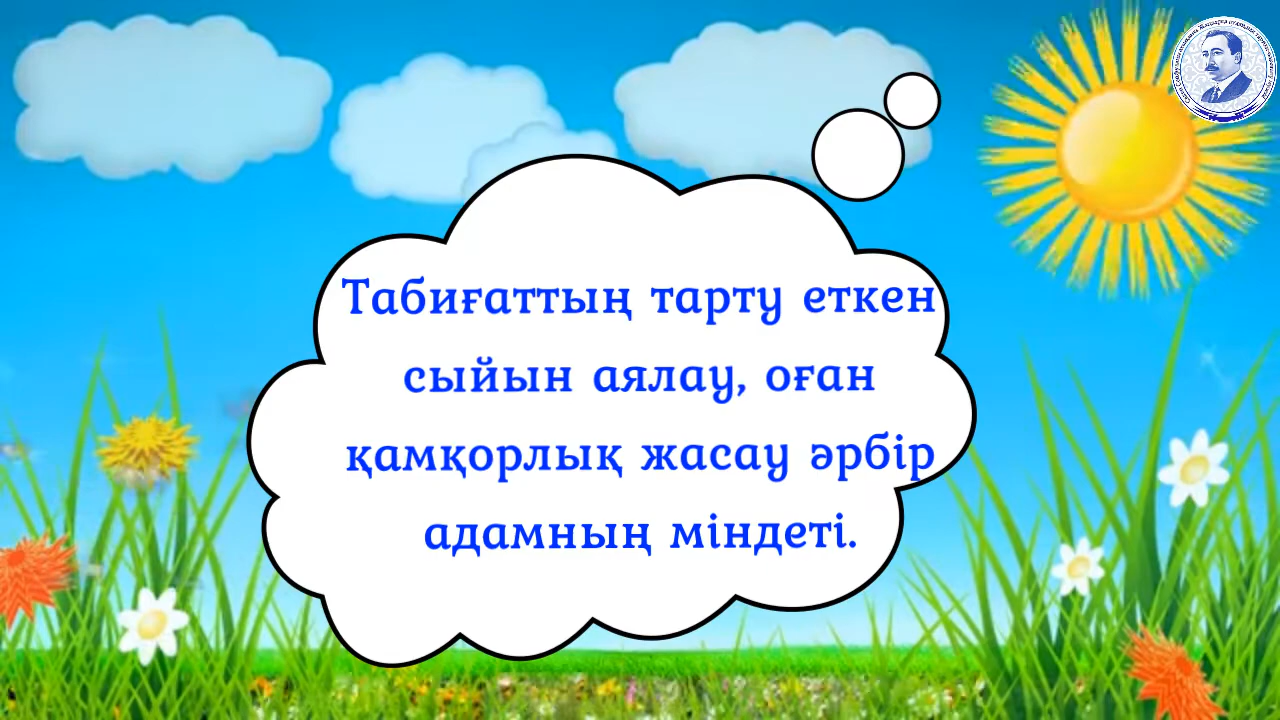 Табиғаттың тарту еткен
сыйын аялау, оған
қамқорлық жасау әрбір
адамның міндеті.